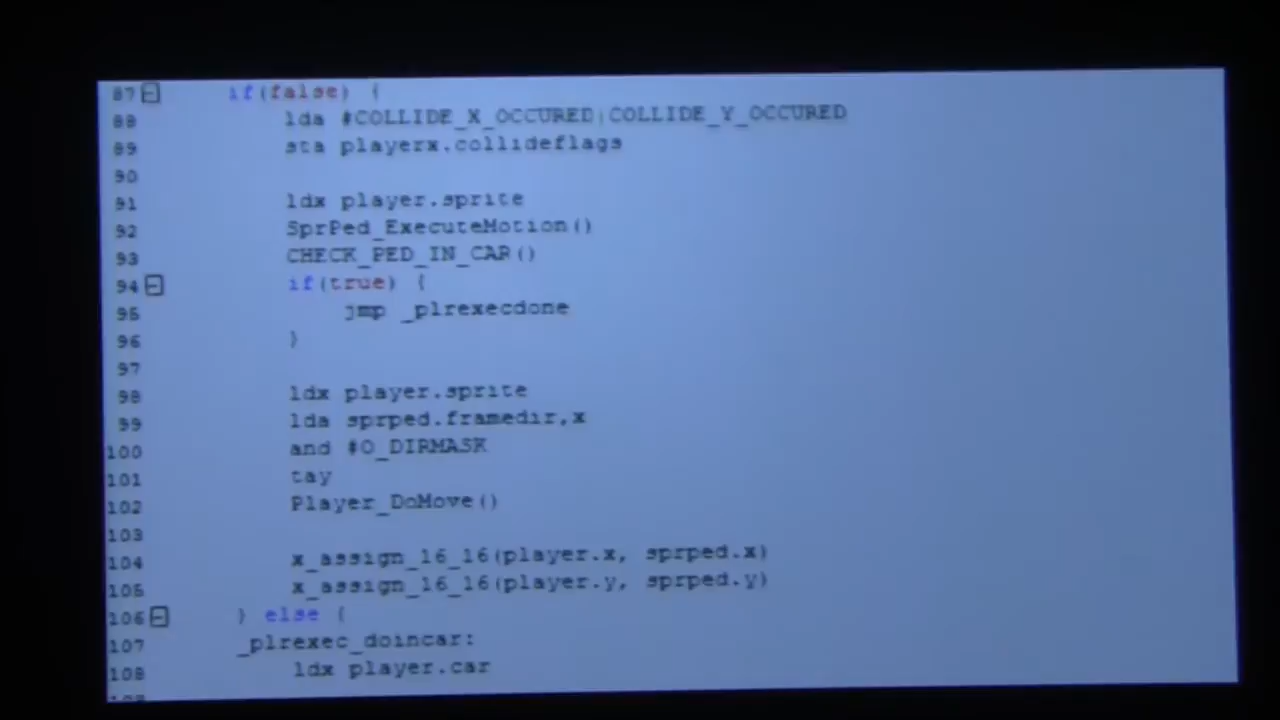 87 if(false) {
88 lda #COLLIDE_X_OCCURED|COLLIDE_Y_OCCURED
89 sta playerx.collideflags
90
91 ldx player.sprite
92 SprPed_ExecuteMotion()
93 CHECK_PED_IN_CAR()
94 if(true) {
95 jmp _plrexecdone
96 }
97
98 ldx player.sprite
99 lda sprped.framedir,x
100 and #O_DIRMASK
101 tay
102 Player_DoMove()
103
104 x_assign_16_16(player.x, sprped.x)
105 x_assign_16_16(player.y, sprped.y)
106 } else {
107 _plrexec_doincar:
108 ldx player.car